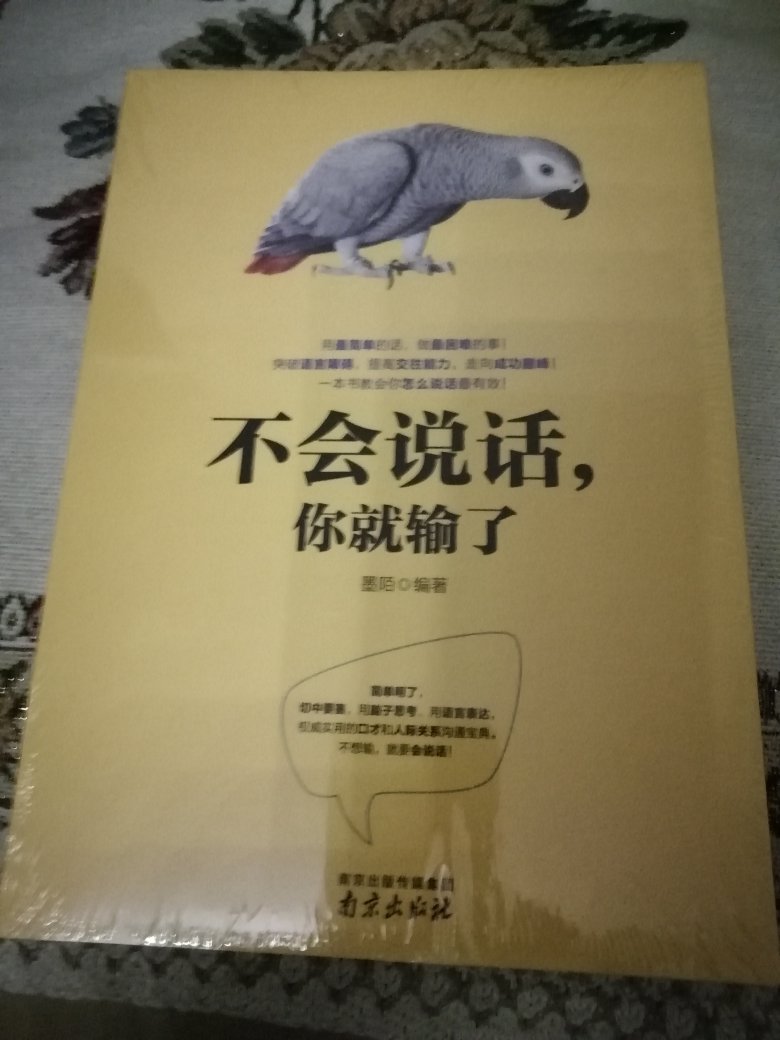 用最简单的话，做最困难的事！
突破语言障碍，提高交往能力，走向成功巅峰！
一本书教会你怎么说话最有效！
不会说话，
你就输了
墨陌◎编著
简单明了，
切中要害，用脑子思考，用语言表达，
权威实用的口才和人际关系沟通宝典。
不想输，就要会说话！
南京出版传媒集团
南京出版社